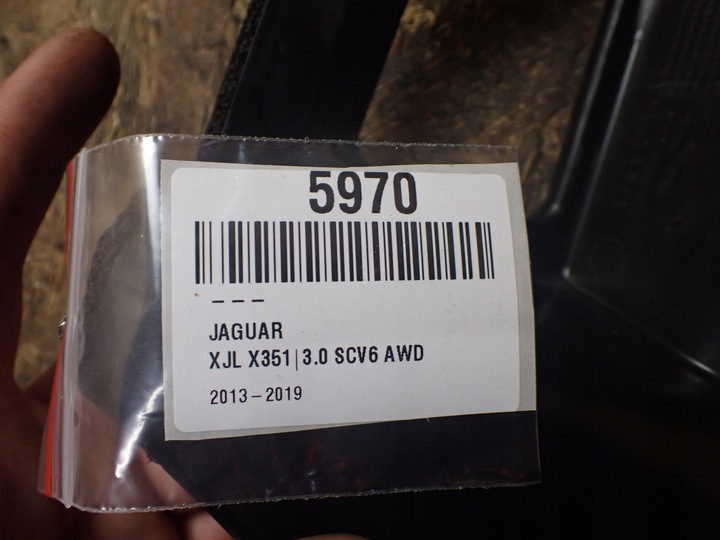 5970
---
JAGUAR
XJL X351|3.0 SCV6 AWD
2013-2019